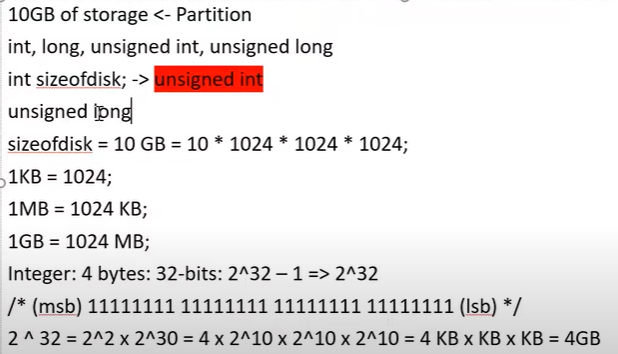 10GB of storage <- Partition
int, long, unsigned int, unsigned long
int sizeofdisk; -> unsigned int
unsigned long
sizeofdisk = 10 GB = 10 * 1024 * 1024 * 1024;
1KB = 1024;
1MB = 1024 KB;
1GB = 1024 MB;
Integer: 4 bytes: 32-bits: 2^32 – 1 => 2^32
/* (msb) 11111111 11111111 11111111 11111111 (lsb) */
2 ^ 32 = 2^2 x 2^30 = 4 x 2^10 x 2^10 x 2^10 = 4 KB x KB x KB = 4GB